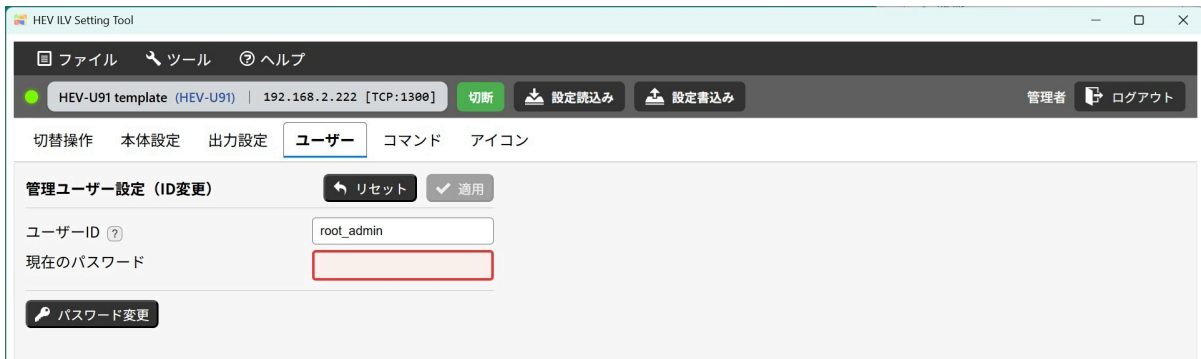 HEV ILV Setting Tool
ファイル ツール ヘルプ
HEV-U91 template (HEV-U91) | 192.168.2.222 [TCP:1300] 切断 設定読込み 設定書込み 管理者 ログアウト
切替操作 本体設定 出力設定 ユーザー コマンド アイコン
管理ユーザー設定（ID変更） リセット 適用
ユーザーID ? root_admin
現在のパスワード
パスワード変更